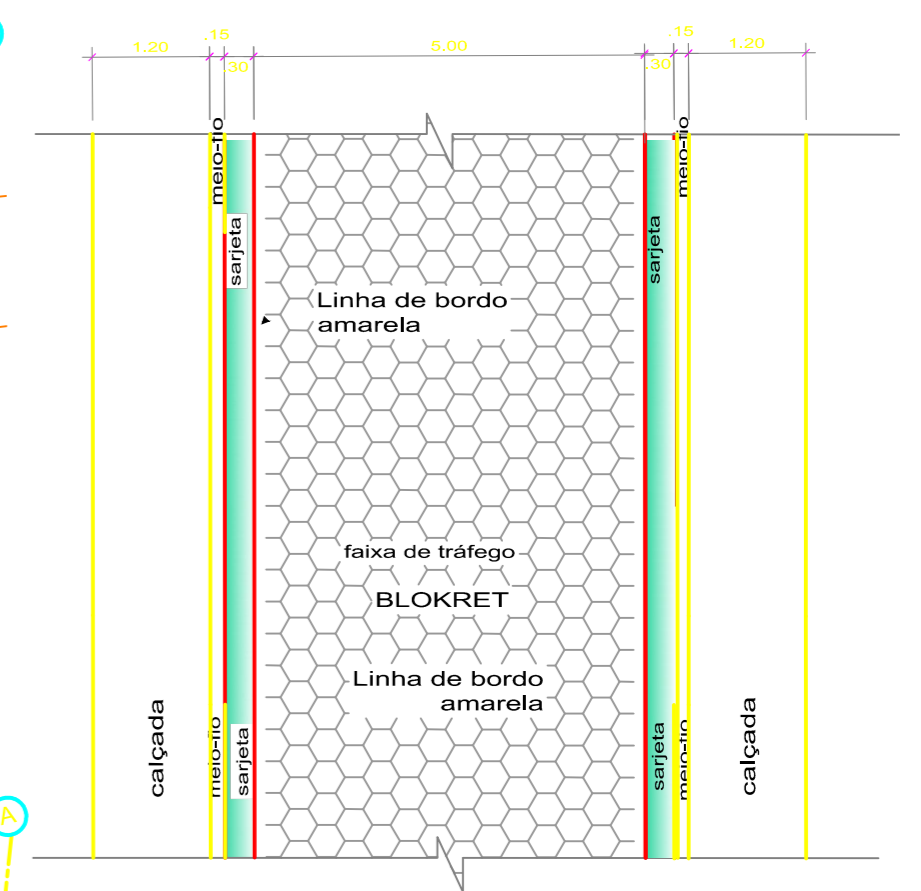 1.20
.15
.30
5.00
.30
.15
1.20
meio-fio
sarjeta
sarjeta
meio-fio
Linha de bordo
amarela
faixa de tráfego
BLOKRET
Linha de bordo
amarela
calçada
meio-fio
sarjeta
sarjeta
meio-fio
calçada
A